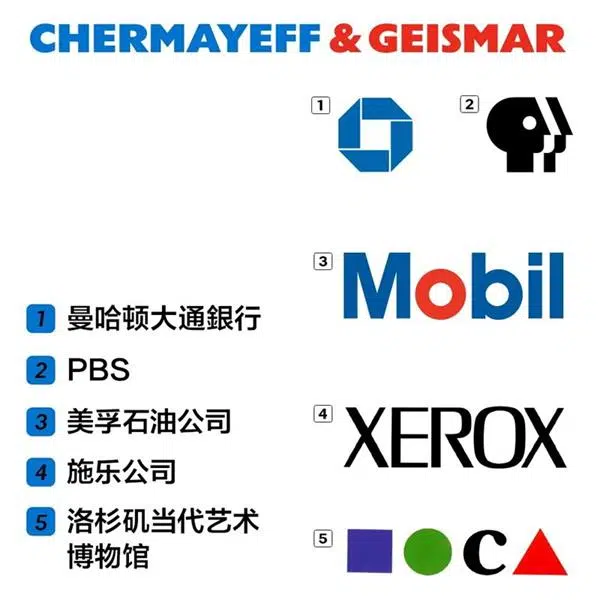 CHERMAYEFF & GEISMAR
1
2
3
Mobil
1 曼哈顿大通銀行
2 PBS
3 美孚石油公司
4 施乐公司
5 洛杉矶当代艺术
博物馆
4
XEROX
5
C